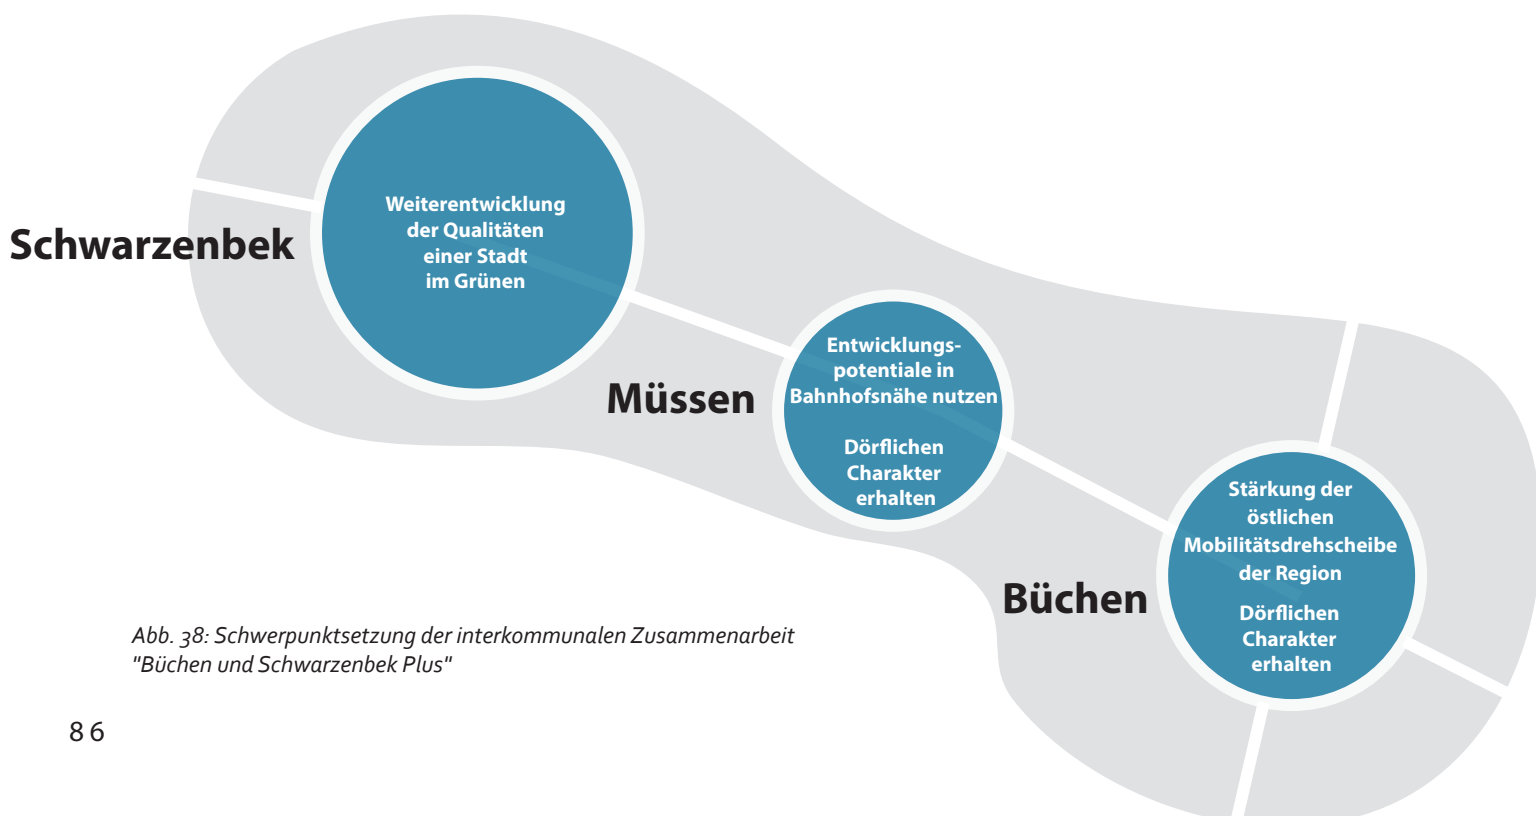 Schwarzenbek
Weiterentwicklung
der Qualitäten
einer Stadt
im Grünen
Müssen
Entwicklungs-
potentiale in
Bahnhofsnähe nutzen
Dörflichen
Charakter
erhalten
Büchen
Stärkung der
östlichen
Mobilitätsdrehscheibe
der Region
Dörflichen
Charakter
erhalten
Abb. 38: Schwerpunktsetzung der interkommunalen Zusammenarbeit
"Büchen und Schwarzenbek Plus"
86